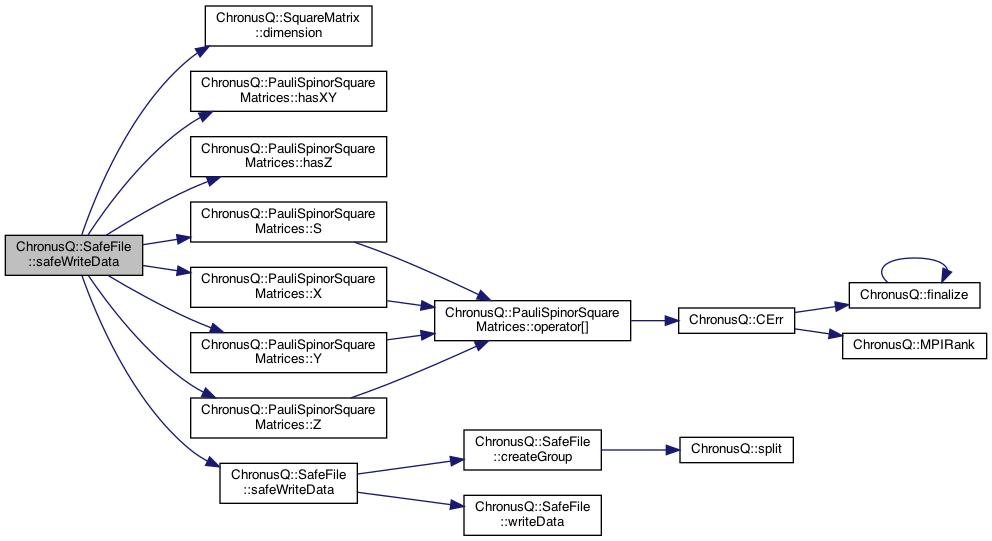 ChronusQ::SquareMatrix
::dimension
ChronusQ::PauliSpinorSquare
Matrices::hasXY
ChronusQ::PauliSpinorSquare
Matrices::hasZ
ChronusQ::PauliSpinorSquare
Matrices::S
ChronusQ::SafeFile
::safeWriteData
ChronusQ::PauliSpinorSquare
Matrices::X
ChronusQ::finalize
ChronusQ::PauliSpinorSquare
Matrices::operator[]
ChronusQ::CErr
ChronusQ::MPIRank
ChronusQ::PauliSpinorSquare
Matrices::Y
ChronusQ::PauliSpinorSquare
Matrices::Z
ChronusQ::SafeFile
::createGroup
ChronusQ::split
ChronusQ::SafeFile
::safeWriteData
ChronusQ::SafeFile
::writeData